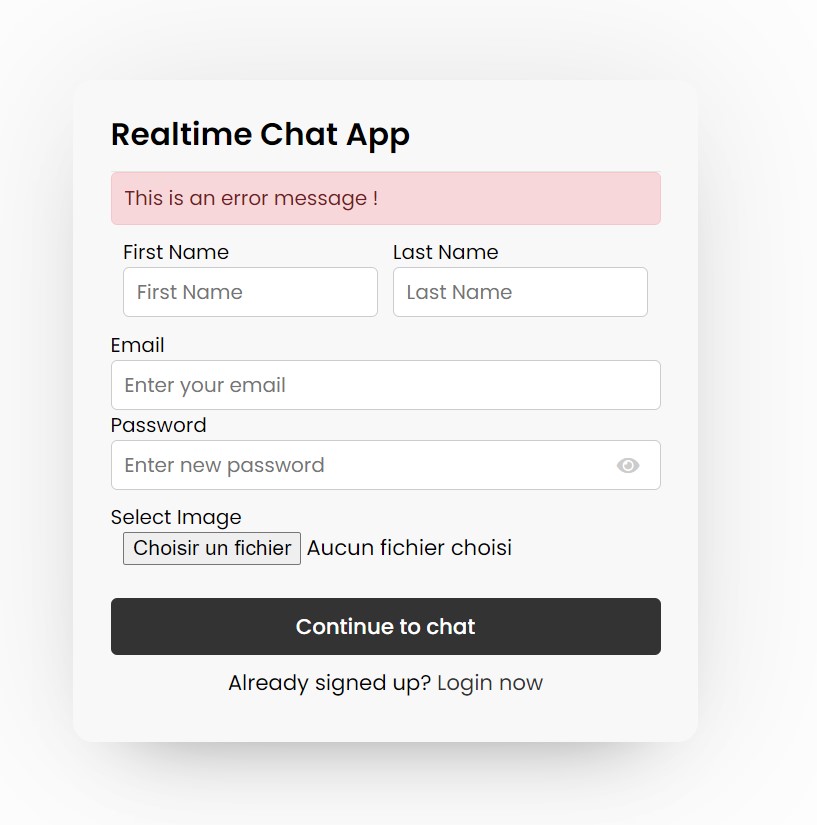 Realtime Chat App
This is an error message !
First Name Last Name
First Name Last Name
Email
Enter your email
Password
Enter new password
Select Image
Choisir un fichier Aucun fichier choisi
Continue to chat
Already signed up? Login now